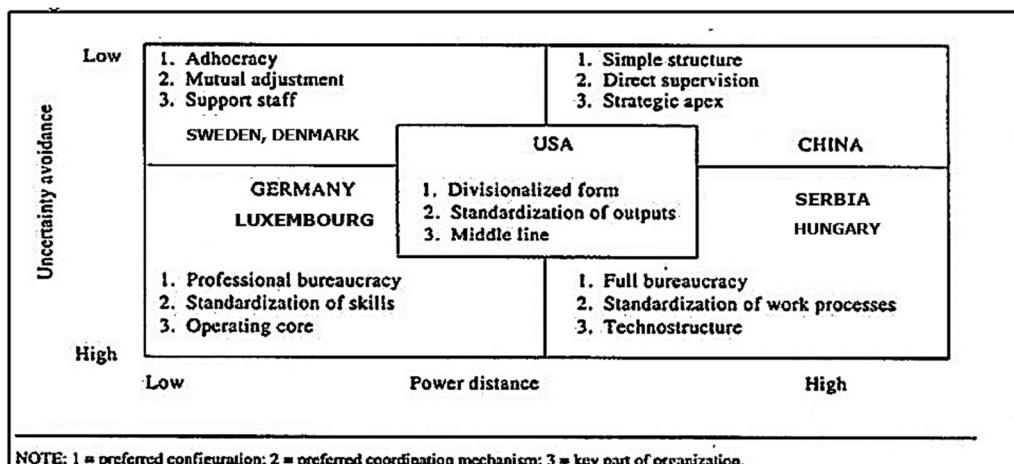 Low
1. Adhocracy
2. Mutual adjustment
3. Support staff
SWEDEN, DENMARK
1. Simple structure
2. Direct supervision
3. Strategic apex
CHINA
USA
1. Divisionalized form
2. Standardization of outputs
3. Middle line
GERMANY
LUXEMBOURG
SERBIA
HUNGARY
Uncertainty avoidance
1. Professional bureaucracy
2. Standardization of skills
3. Operating core
1. Full bureaucracy
2. Standardization of work processes
3. Technostructure
High
Low
Power distance
High
NOTE: 1 = preferred configuration; 2 = preferred coordination mechanism; 3 = key part of organization.